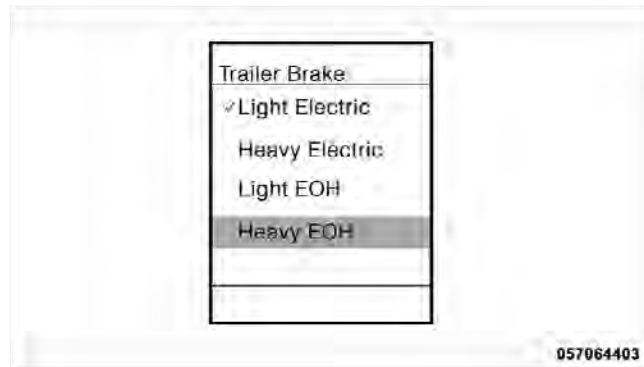 Trailer Brake
✓Light Electric
Heavy Electric
Light EOH
Heavy EOH
057064403